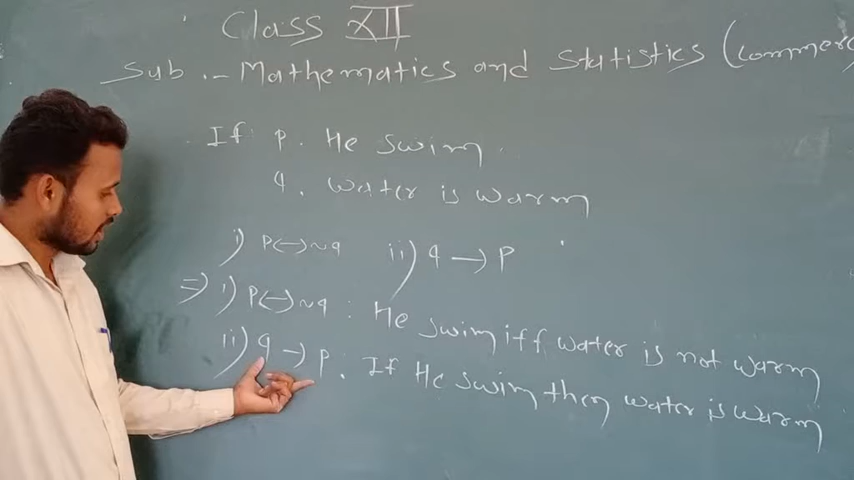 Class XII
Sub :- Mathematics and Statistics (commerc
If p. He swim
q. water is warm
i) p<->~q ii) q -> p
=> i) p<->~q : He swim iff water is not warm
ii) q -> p : If He swim then water is warm